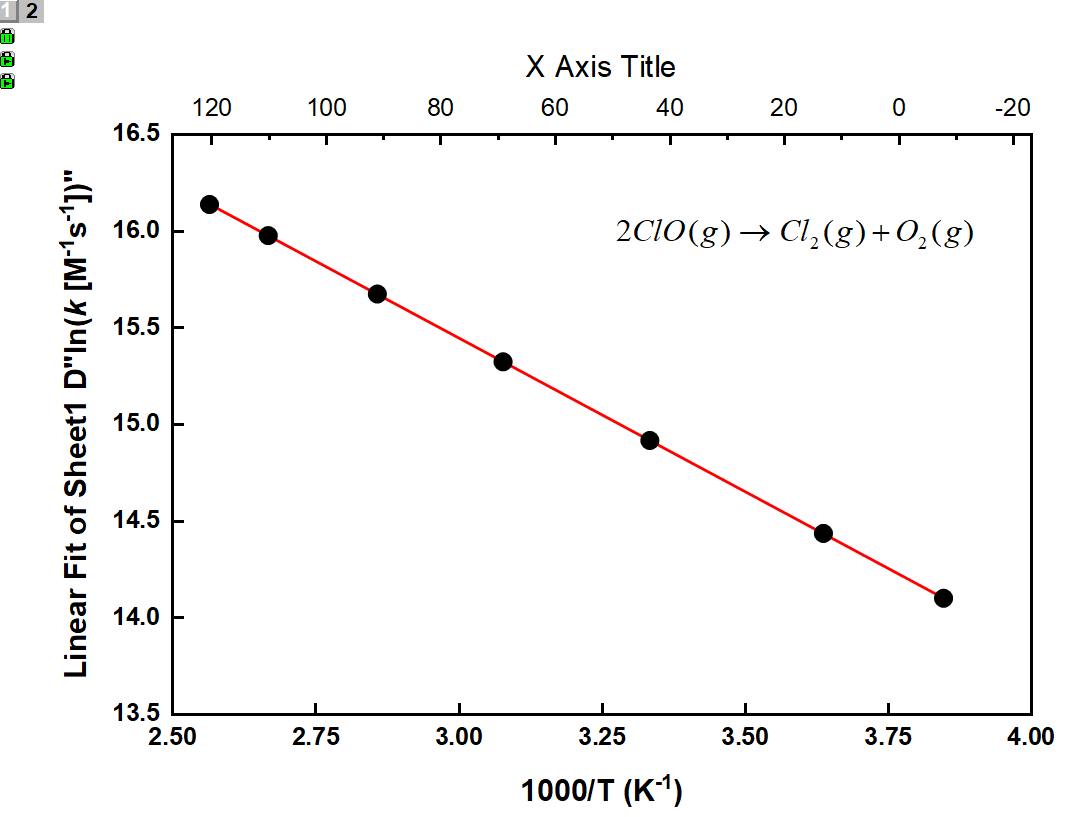 1 2
X Axis Title
120 100 80 60 40 20 0 -20
16.5
16.0
15.5
15.0
14.5
14.0
13.5
Linear Fit of Sheet1 D"ln(k [M⁻¹s⁻¹])"
2ClO(g) → Cl₂(g) + O₂(g)
2.50 2.75 3.00 3.25 3.50 3.75 4.00
1000/T (K⁻¹)